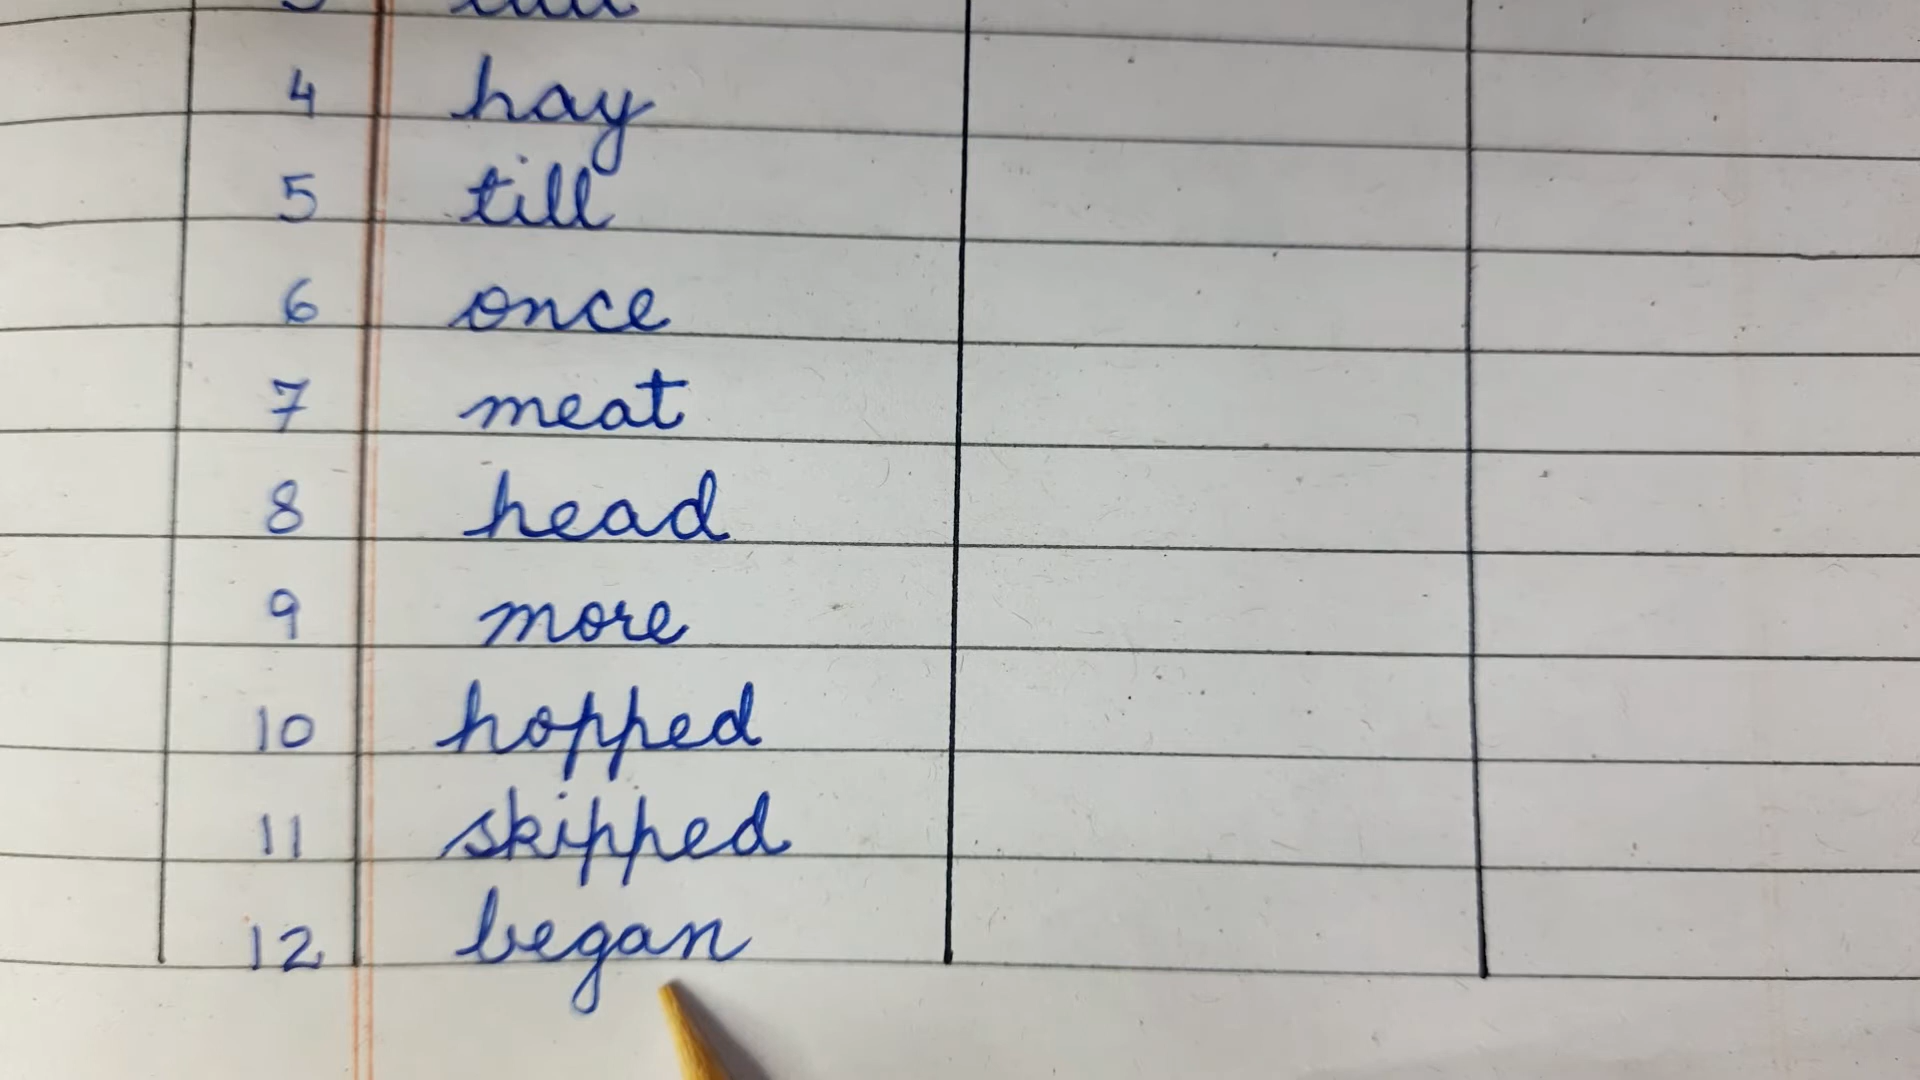 4 hay
5 till
6 once
7 meat
8 head
9 more
10 hopped
11 skipped
12 began